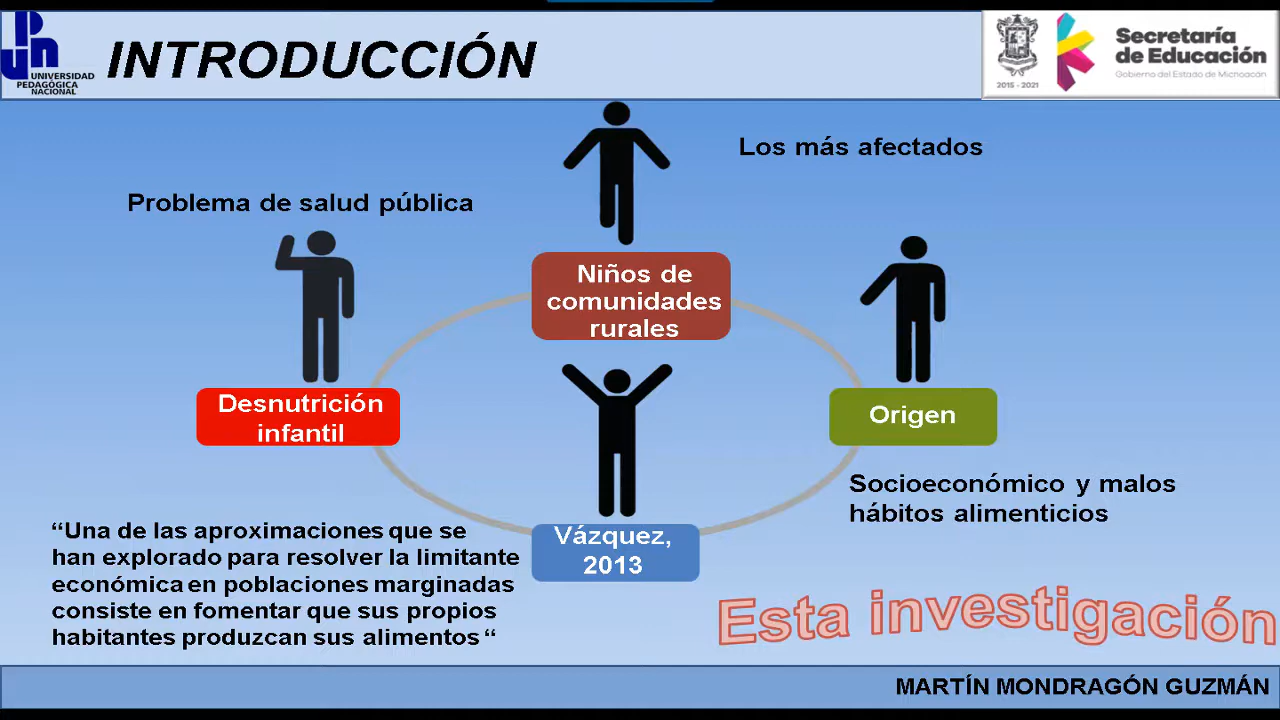 UPN
UNIVERSIDAD
PEDAGÓGICA
NACIONAL
INTRODUCCIÓN
2015 - 2021
Secretaría
de Educación
Gobierno del Estado de Michoacán
Los más afectados
Problema de salud pública
Niños de
comunidades
rurales
Desnutrición
infantil
Origen
Socioeconómico y malos
hábitos alimenticios
Vázquez,
2013
“Una de las aproximaciones que se
han explorado para resolver la limitante
económica en poblaciones marginadas
consiste en fomentar que sus propios
habitantes produzcan sus alimentos “
Esta investigación
MARTÍN MONDRAGÓN GUZMÁN